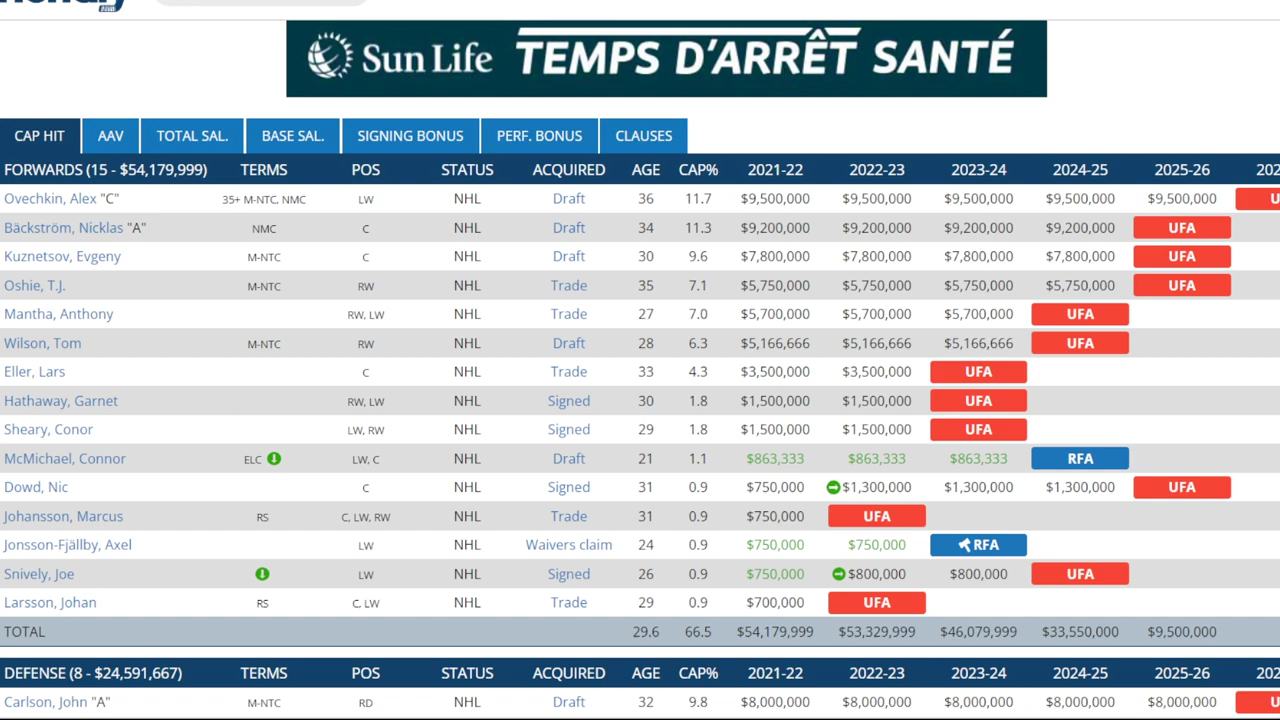 Sun Life TEMPS D'ARRÊT SANTÉ
CAP HIT AAV TOTAL SAL. BASE SAL. SIGNING BONUS PERF. BONUS CLAUSES
FORWARDS (15 - $54,179,999) TERMS POS STATUS ACQUIRED AGE CAP% 2021-22 2022-23 2023-24 2024-25 2025-26
Ovechkin, Alex "C" 35+ M-NTC, NMC LW NHL Draft 36 11.7 $9,500,000 $9,500,000 $9,500,000 $9,500,000 $9,500,000
Bäckström, Nicklas "A" NMC C NHL Draft 34 11.3 $9,200,000 $9,200,000 $9,200,000 $9,200,000 UFA
Kuznetsov, Evgeny M-NTC C NHL Draft 30 9.6 $7,800,000 $7,800,000 $7,800,000 $7,800,000 UFA
Oshie, T.J. M-NTC RW NHL Trade 35 7.1 $5,750,000 $5,750,000 $5,750,000 $5,750,000 UFA
Mantha, Anthony RW, LW NHL Trade 27 7.0 $5,700,000 $5,700,000 $5,700,000 UFA
Wilson, Tom M-NTC RW NHL Draft 28 6.3 $5,166,666 $5,166,666 $5,166,666 UFA
Eller, Lars C NHL Trade 33 4.3 $3,500,000 $3,500,000 UFA
Hathaway, Garnet RW, LW NHL Signed 30 1.8 $1,500,000 $1,500,000 UFA
Sheary, Conor LW, RW NHL Signed 29 1.8 $1,500,000 $1,500,000 UFA
McMichael, Connor ELC LW, C NHL Draft 21 1.1 $863,333 $863,333 $863,333 RFA
Dowd, Nic C NHL Signed 31 0.9 $750,000 $1,300,000 $1,300,000 $1,300,000 UFA
Johansson, Marcus RS C, LW, RW NHL Trade 31 0.9 $750,000 UFA
Jonsson-Fjällby, Axel LW NHL Waivers claim 24 0.9 $750,000 $750,000 RFA
Snively, Joe LW NHL Signed 26 0.9 $750,000 $800,000 $800,000 UFA
Larsson, Johan RS C, LW NHL Trade 29 0.9 $700,000 UFA
TOTAL 29.6 66.5 $54,179,999 $53,329,999 $46,079,999 $33,550,000 $9,500,000
DEFENSE (8 - $24,591,667) TERMS POS STATUS ACQUIRED AGE CAP% 2021-22 2022-23 2023-24 2024-25 2025-26
Carlson, John "A" M-NTC RD NHL Draft 32 9.8 $8,000,000 $8,000,000 $8,000,000 $8,000,000 $8,000,000